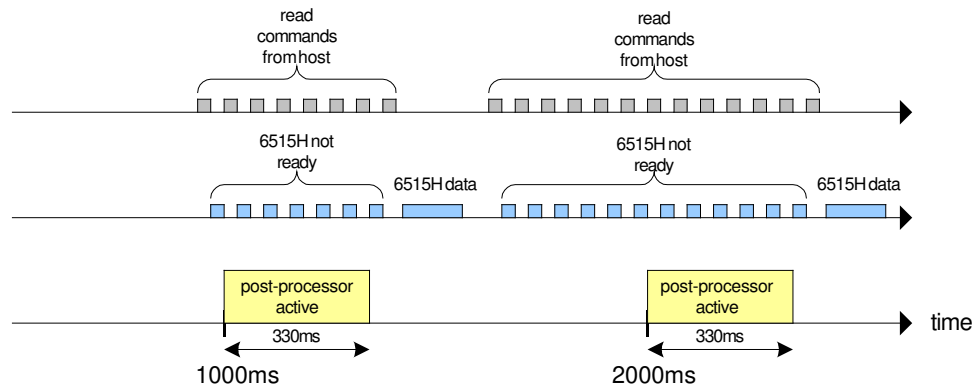 read
commands
from host
read
commands
from host
6515H not
ready
6515H data
6515H not
ready
6515H data
post-processor
active
330ms
1000ms
post-processor
active
330ms
2000ms
time